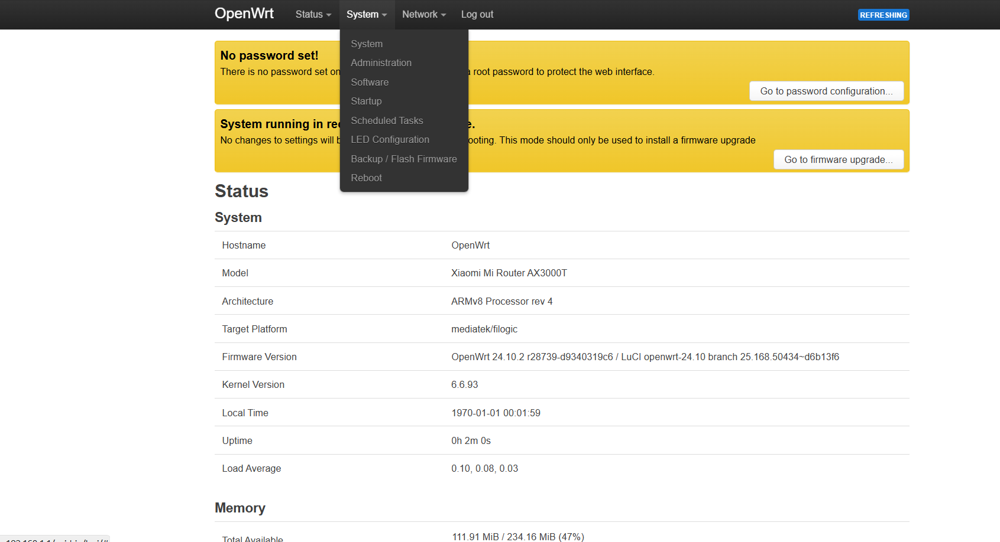 OpenWrt Status System Network Log out REFRESHING
System
Administration
Software
Startup
Scheduled Tasks
LED Configuration
Backup / Flash Firmware
Reboot
No password set!
There is no password set on a root password to protect the web interface.
Go to password configuration...
System running in
No changes to settings will ooting. This mode should only be used to install a firmware upgrade
Go to firmware upgrade...
Status
System
Hostname OpenWrt
Model Xiaomi Mi Router AX3000T
Architecture ARMv8 Processor rev 4
Target Platform mediatek/filogic
Firmware Version OpenWrt 24.10.2 r28739-d9340319c6 / LuCI openwrt-24.10 branch 25.168.50434~d6b13f6
Kernel Version 6.6.93
Local Time 1970-01-01 00:01:59
Uptime 0h 2m 0s
Load Average 0.10, 0.08, 0.03
Memory
Total Available 111.91 MiB / 234.16 MiB (47%)